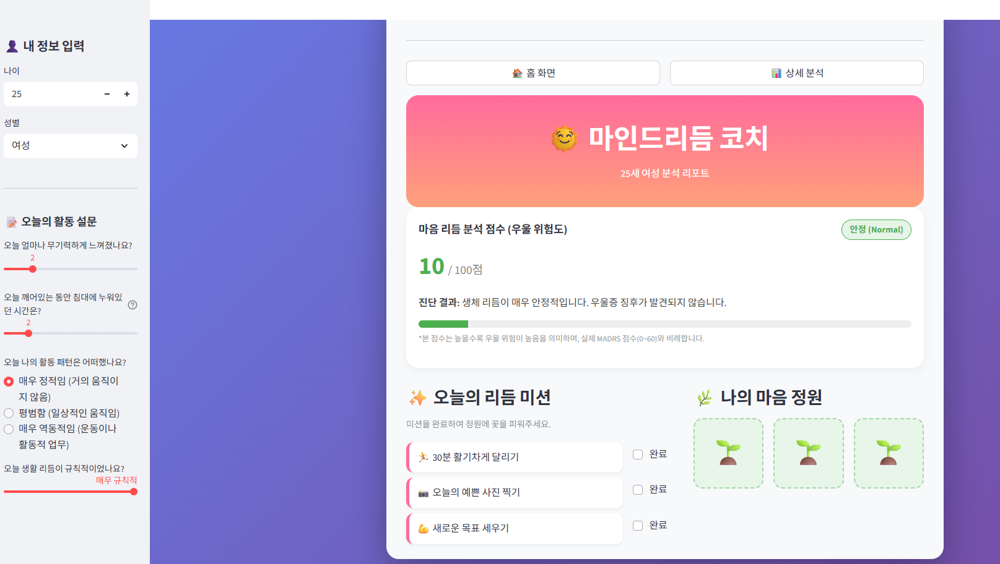 내 정보 입력
나이
25
성별
여성
오늘의 활동 설문
오늘 얼마나 무기력하게 느껴졌나요?
2
오늘 깨어있는 동안 침대에 누워있
던 시간은?
2
오늘 나의 활동 패턴은 어떠했나요?
매우 정적임 (거의 움직이
지 않음)
평범함 (일상적인 움직임)
매우 역동적임 (운동이나
활동적 업무)
오늘 생활 리듬이 규칙적이었나요?
매우 규칙적
홈 화면
상세 분석
마인드리듬 코치
25세 여성 분석 리포트
마음 리듬 분석 점수 (우울 위험도)
안정 (Normal)
10 / 100점
진단 결과: 생체 리듬이 매우 안정적입니다. 우울증 징후가 발견되지 않습니다.
*본 점수는 높을수록 우울 위험이 높음을 의미하며, 실제 MADRS 점수(0~60)와 비례합니다.
오늘의 리듬 미션
미션을 완료하여 정원에 꽃을 피워주세요.
30분 활기차게 달리기
완료
오늘의 예쁜 사진 찍기
완료
새로운 목표 세우기
완료
나의 마음 정원